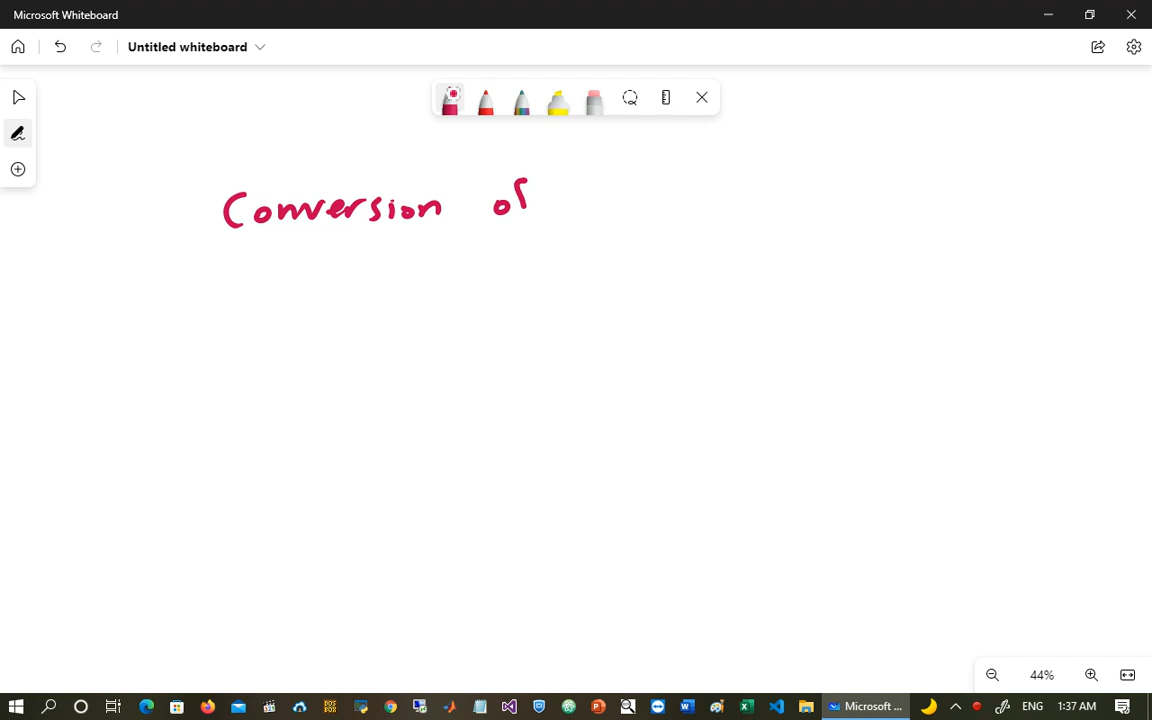 Microsoft Whiteboard
Untitled whiteboard
Conversion of
44%
Microsoft ...
ENG
1:37 AM